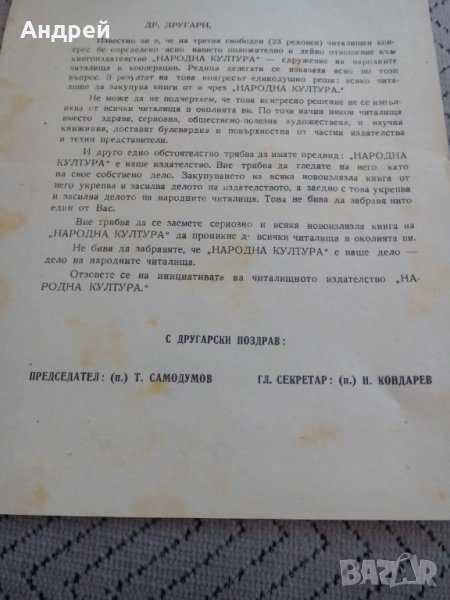 Андрей
ДР. ДРУГАРИ,
Известно ви е, че на третия свободен (23 редовен) читалищен кон-
грес бе определено ясно нашето положително и дейно отношение към
книгоиздателство „НАРОДНА КУЛТУРА" — сдружение на народните
читалища и кооперации. Редица делегати се изказаха ясно по този
въпрос. В резултат на това конгресът единодушно реши: всяко чита-
лище да закупува книги от и чрез „НАРОДНА КУЛТУРА."
Не може да не подчертаем, че това конгресно решение не се изпъл-
нява от всички читалища в околията ви. По този начин някои читалища
вместо здрава, сериозна, обществено-полезна художествена, и научна
книжнина, доставят булевардна и повърхностна от частни издателства
и техни представители.
И друго едно обстоятелство трябва да имате предвид: „НАРОДНА
КУЛТУРА" е наше издателство. Вие трябва да гледате на него като
на свое собствено дело. Закупуването на всяка новоизлязла книга от
него укрепва и засилва делото на издателството, а заедно с това укрепва
и засилва делото на народните читалища. Това не бива да забравя нито
един от Вас.
Вие трябва да се заемете сериозно и всяка новоизлязла книга на
„НАРОДНА КУЛТУРА" да проникне до всички читалища в околията ви.
Не бива да забравяте, че „НАРОДНА КУЛТУРА" е наше дело —
дело на народните читалища.
Отзовете се на инициативата на читалищното издателство „НА-
РОДНА КУЛТУРА."
С ДРУГАРСКИ ПОЗДРАВ:
ПРЕДСЕДАТЕЛ: (п.) Т. САМОДУМОВ ГЛ. СЕКРЕТАР: (п.) Н. КОНДАРЕВ
BAZAR